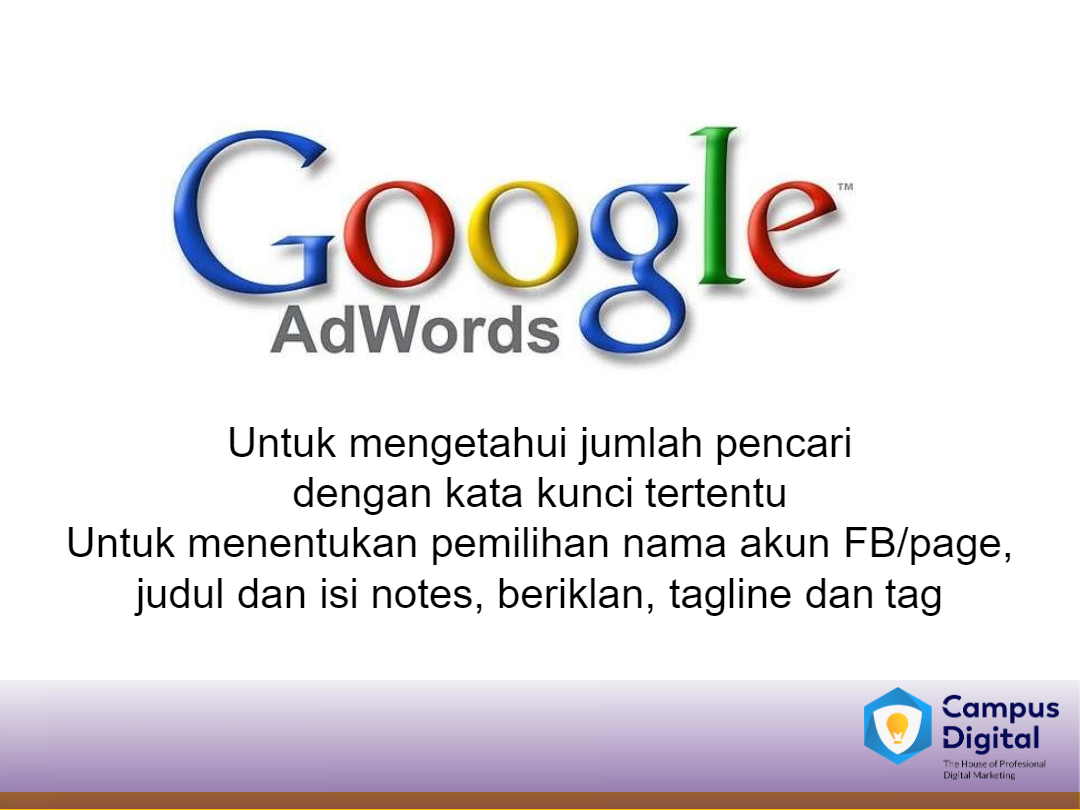 Google™
AdWords
Untuk mengetahui jumlah pencari
dengan kata kunci tertentu
Untuk menentukan pemilihan nama akun FB/page,
judul dan isi notes, beriklan, tagline dan tag
Campus
Digital
The House of Profesional
Digital Marketing